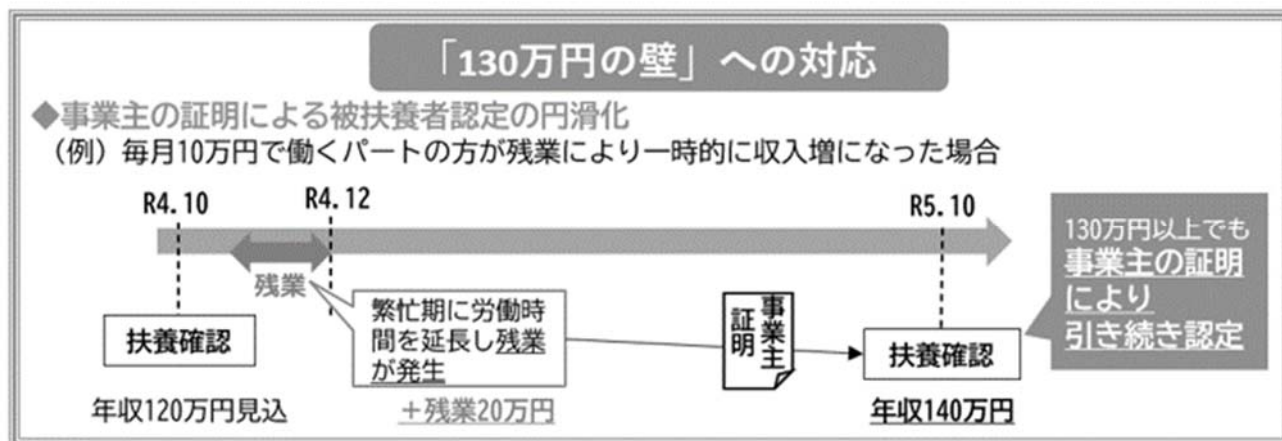 「130万円の壁」への対応
◆事業主の証明による被扶養者認定の円滑化
（例）毎月10万円で働くパートの方が残業により一時的に収入増になった場合
R4.10
R4.12
R5.10
残業
扶養確認
年収120万円見込
繁忙期に労働時
間を延長し残業
が発生
＋残業20万円
事業主
証明
扶養確認
年収140万円
130万円以上でも
事業主の証明
により
引き続き認定